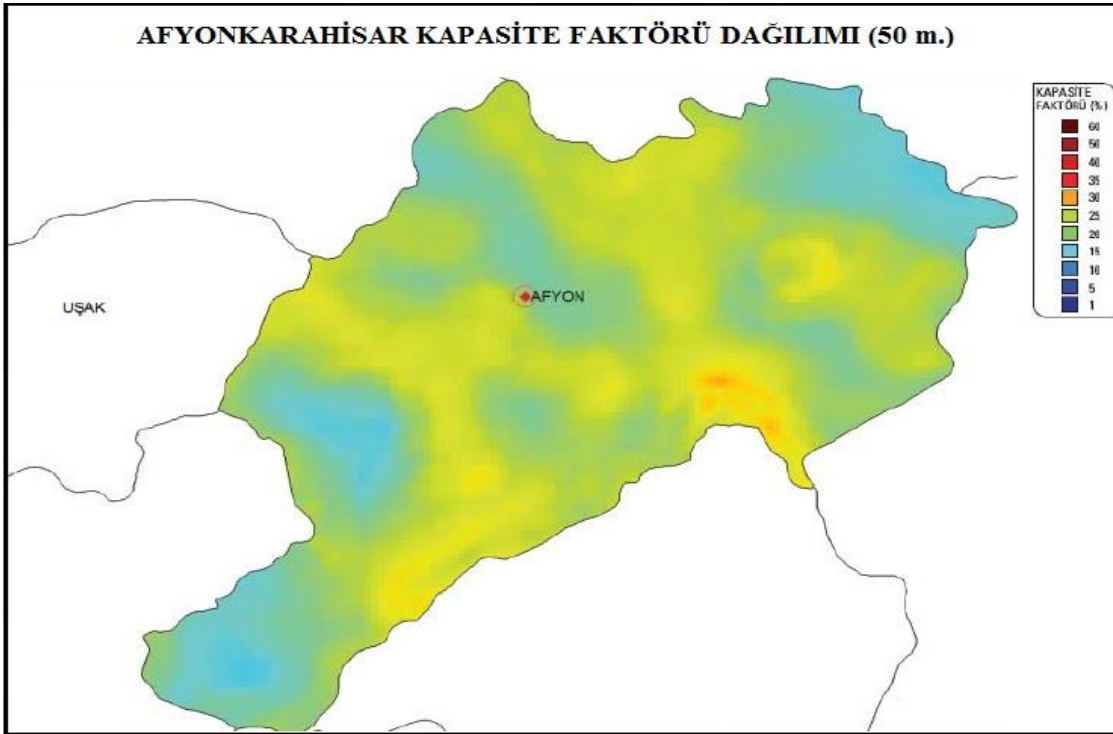 AFYONKARAHİSAR KAPASİTE FAKTÖRÜ DAĞILIMI (50 m.)
KAPASİTE
FAKTÖRÜ (%)
60
50
40
35
30
25
20
15
10
5
1
AFYON
UŞAK